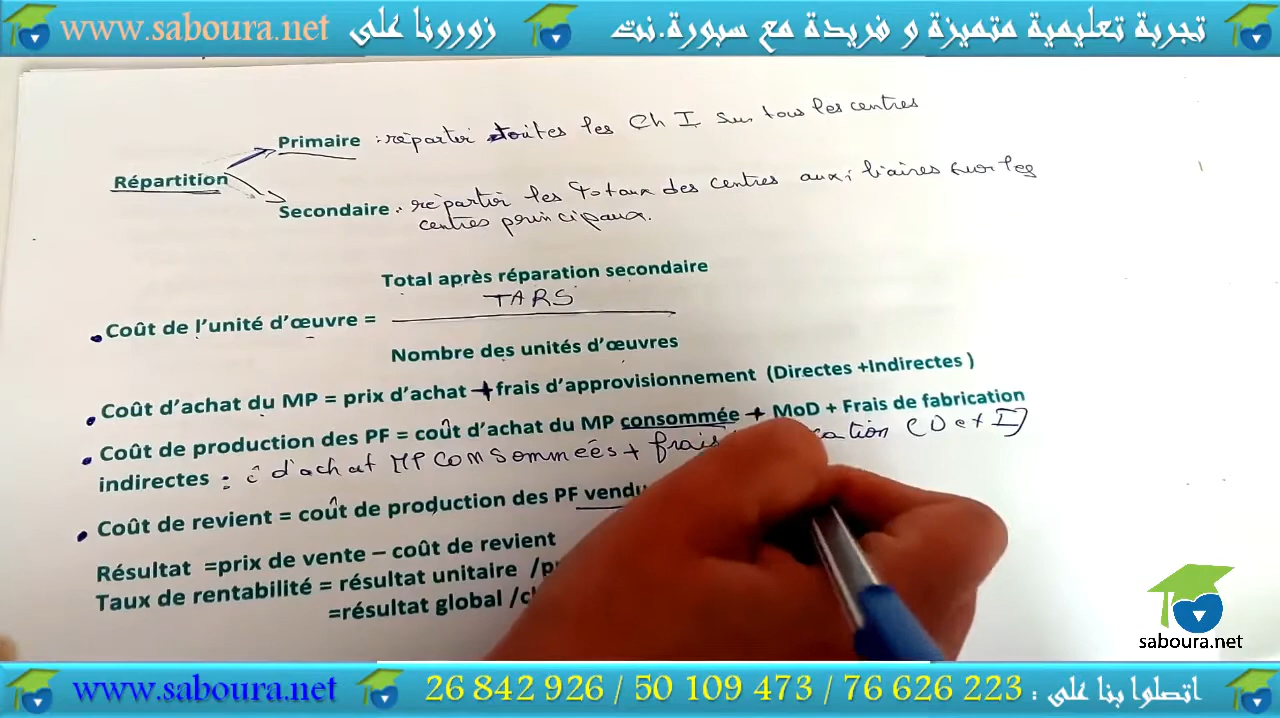 www.saboura.net زورونا على تجربة تعليمية متميزة و فريدة مع سبورة.نت
Primaire : répartir toutes les Ch I Sur tous les centres
Répartition
Secondaire : répartir les Totaux des centres auxiliaires sur les
centres principaux.
Total après réparation secondaire
TARS
Coût de l'unité d'œuvre =
Nombre des unités d'œuvres
Coût d'achat du MP = prix d'achat + frais d'approvisionnement (Directes +Indirectes )
Coût de production des PF = coût d'achat du MP consommée + MoD + Frais de fabrication
indirectes : c d'achat MP consommées + frais cation (D et I)
Coût de revient = coût de production des PF vendu
Résultat =prix de vente – coût de revient
Taux de rentabilité = résultat unitaire /p
=résultat global /c
saboura.net
www.saboura.net 26 842 926 / 50 109 473 / 76 626 223 : اتصلوا بنا على